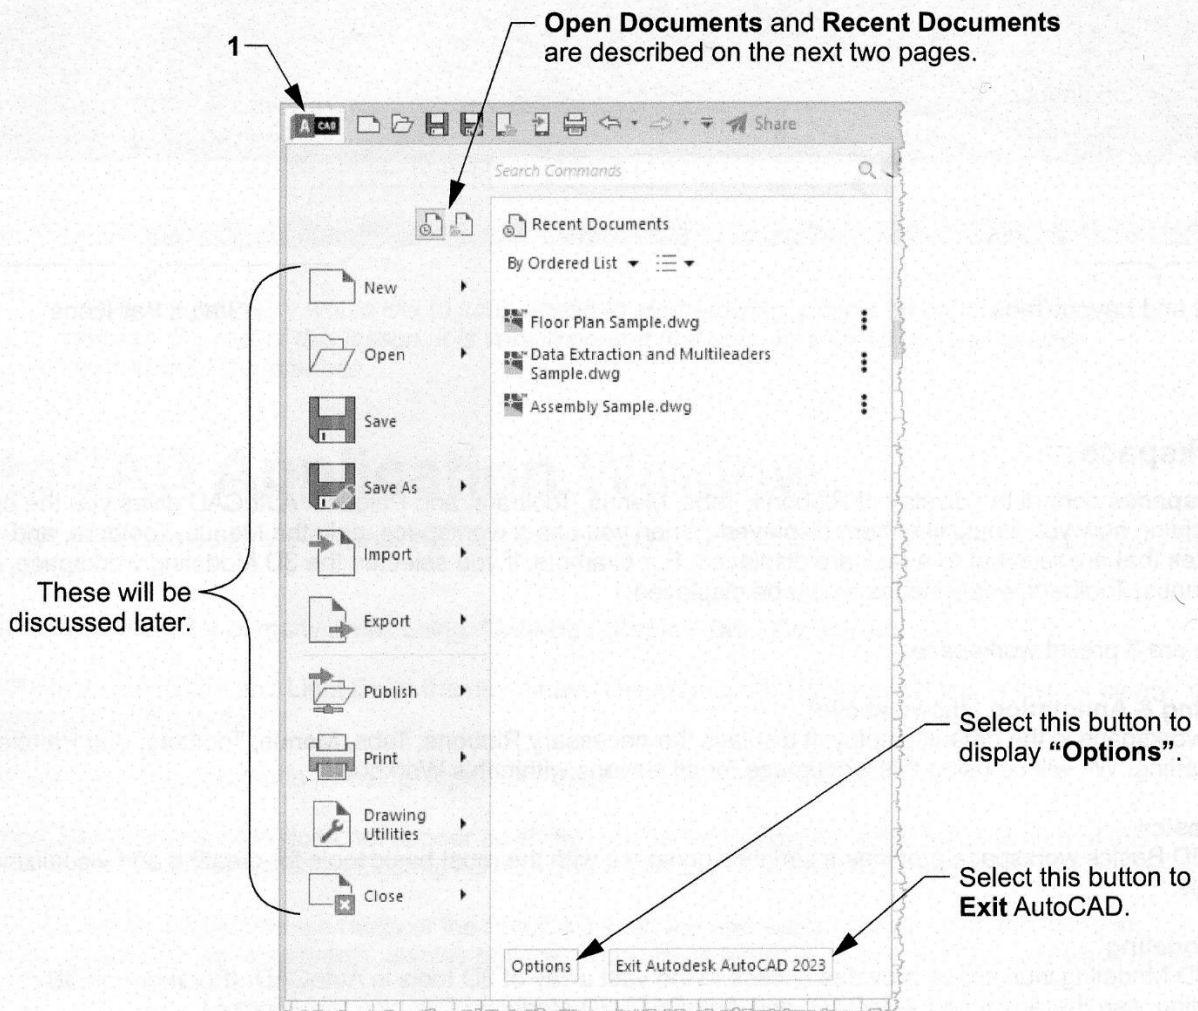 Open Documents and Recent Documents
are described on the next two pages.
1
A CAD
Share
Search Commands
Recent Documents
By Ordered List
New
Floor Plan Sample.dwg
Open
Data Extraction and Multileaders
Sample.dwg
Assembly Sample.dwg
Save
Save As
Import
These will be
discussed later.
Export
Publish
Select this button to
display “Options”.
Print
Drawing
Utilities
Close
Select this button to
Exit AutoCAD.
Options
Exit Autodesk AutoCAD 2023